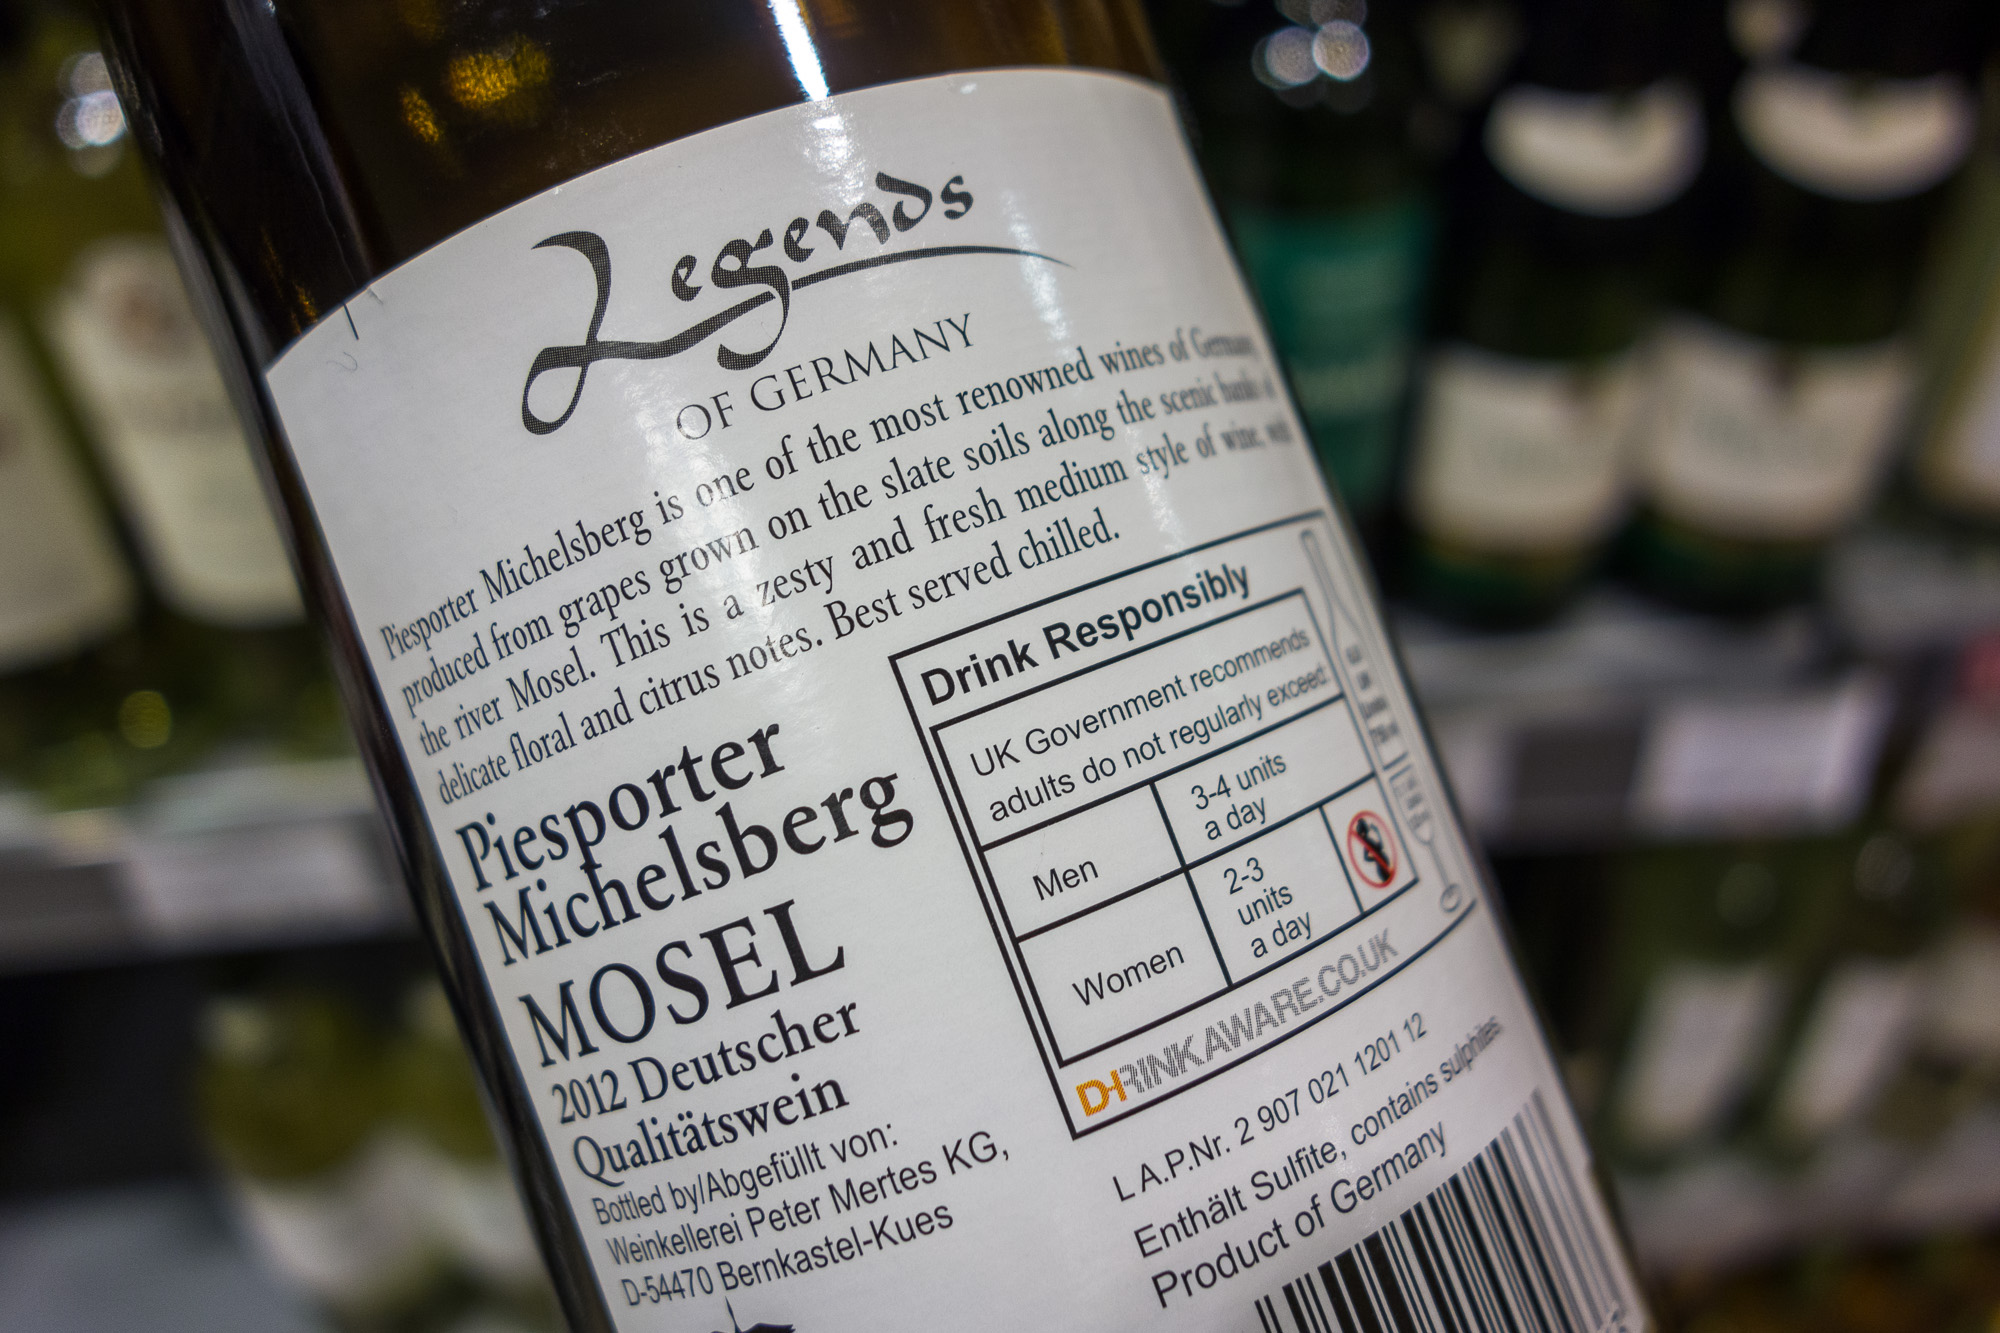 Legends
OF GERMANY
Piesporter Michelsberg is one of the most renowned wines of Germany
produced from grapes grown on the slate soils along the scenic banks of
the river Mosel. This is a zesty and fresh medium style of wine, with
delicate floral and citrus notes. Best served chilled.
Piesporter
Michelsberg
MOSEL
2012 Deutscher
Qualitätswein
Bottled by/Abgefüllt von:
Weinkellerei Peter Mertes KG,
D-54470 Bernkastel-Kues
Drink Responsibly
UK Government recommends
adults do not regularly exceed:
Men
3-4 units
a day
Women
2-3
units
a day
DRINKAWARE.CO.UK
L A.P.Nr. 2 907 021 1201 12
Enthält Sulfite, contains sulphites
Product of Germany